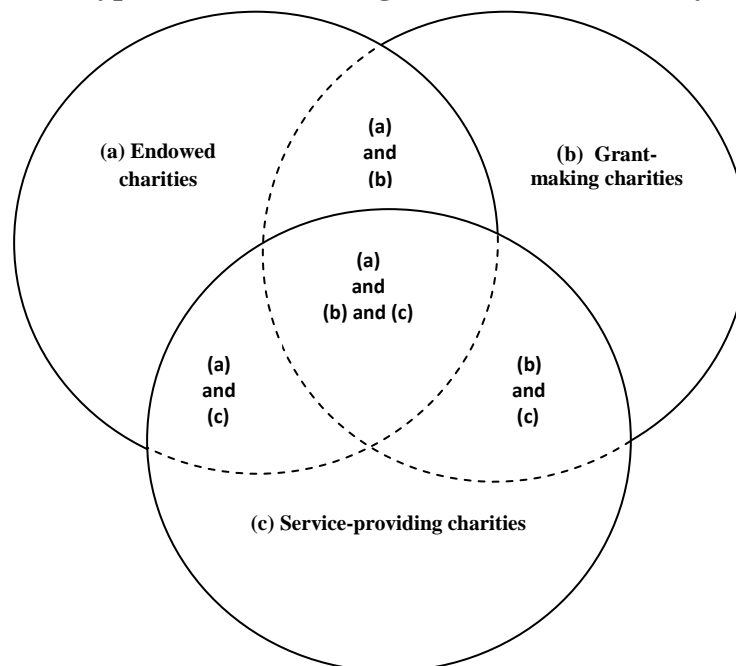 (a)
and
(b)
(a) Endowed
charities
(b) Grant-
making charities
(a)
and
(b) and (c)
(a)
and
(c)
(b)
and
(c)
(c) Service-providing charities